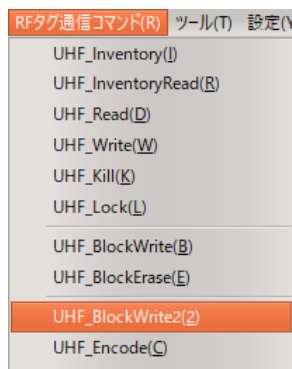 RFタグ通信コマンド(R) ツール(T) 設定(Y
UHF_Inventory(I)
UHF_InventoryRead(R)
UHF_Read(D)
UHF_Write(W)
UHF_Kill(K)
UHF_Lock(L)
UHF_BlockWrite(B)
UHF_BlockErase(E)
UHF_BlockWrite2(2)
UHF_Encode(C)